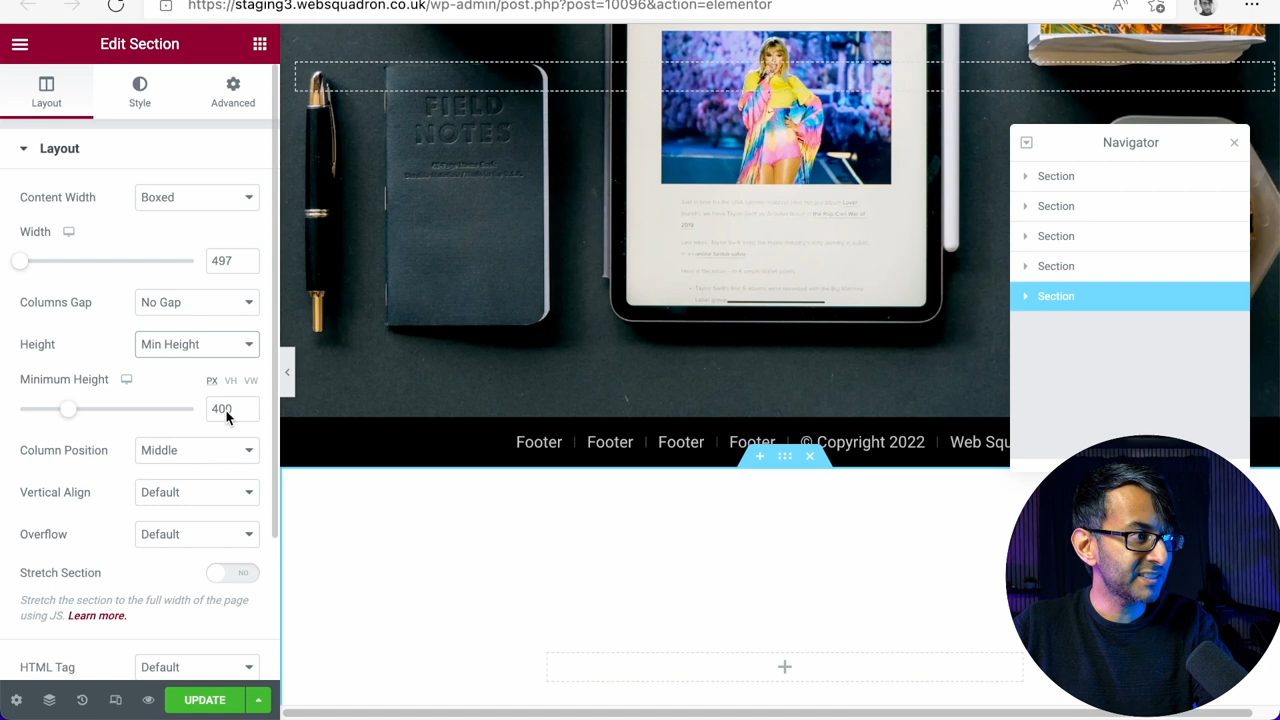 https://staging3.websquadron.co.uk/wp-admin/post.php?post=10096&action=elementor
Edit Section
Layout
Style
Advanced
Layout
Content Width
Boxed
Width
497
Columns Gap
No Gap
Height
Min Height
Minimum Height
PX VH VW
400
Column Position
Middle
Vertical Align
Default
Overflow
Default
Stretch Section
NO
Stretch the section to the full width of the page
using JS. Learn more.
HTML Tag
Default
UPDATE
FIELD
NOTES
Navigator
Section
Section
Section
Section
Section
Footer | Footer | Footer | Footer | © Copyright 2022 | Web Squ